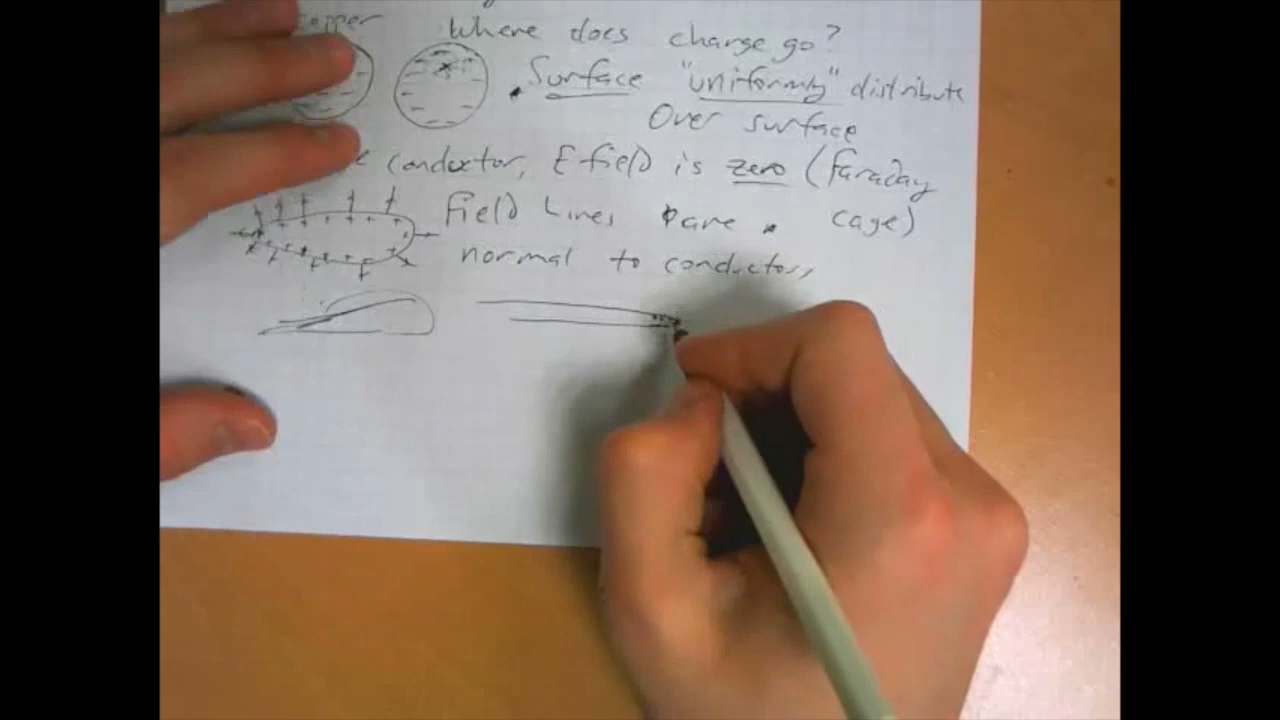 copper Where does charge go?
Surface "uniformly" distribute
Over surface
conductor, E-field is zero (Faraday
Field Lines are cage)
normal to conductors,